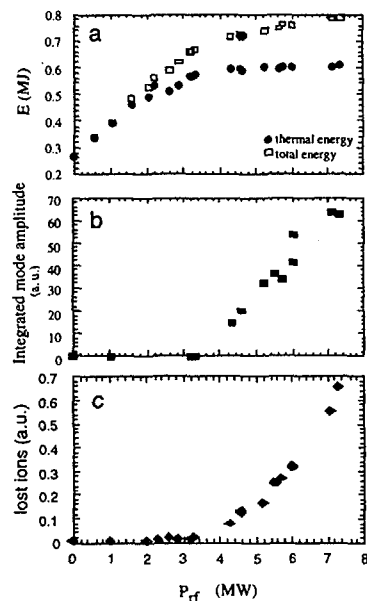 0.8
a
0.7
0.6
E (MJ)
0.5
0.4
thermal energy
total energy
0.3
0.2
70
b
60
50
40
Integrated mode amplitude
(a. u.)
30
20
10
0
0.7
c
0.6
0.5
lost ions (a.u.)
0.4
0.3
0.2
0.1
0
0 1 2 3 4 5 6 7 8
Prf (MW)